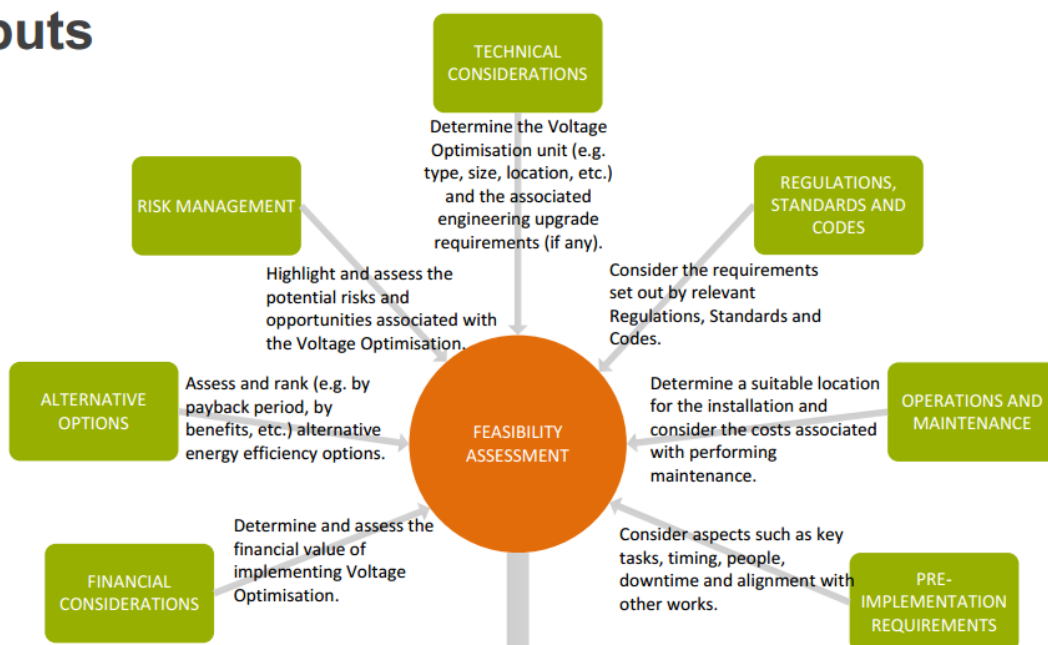 TECHNICAL
CONSIDERATIONS
Determine the Voltage
Optimisation unit (e.g.
type, size, location, etc.)
and the associated
engineering upgrade
requirements (if any).
RISK MANAGEMENT
Highlight and assess the
potential risks and
opportunities associated with
the Voltage Optimisation.
REGULATIONS,
STANDARDS AND
CODES
Consider the requirements
set out by relevant
Regulations, Standards and
Codes.
ALTERNATIVE
OPTIONS
Assess and rank (e.g. by
payback period, by
benefits, etc.) alternative
energy efficiency options.
FEASIBILITY
ASSESSMENT
Determine a suitable location
for the installation and
consider the costs associated
with performing
maintenance.
OPERATIONS AND
MAINTENANCE
FINANCIAL
CONSIDERATIONS
Determine and assess the
financial value of
implementing Voltage
Optimisation.
Consider aspects such as key
tasks, timing, people,
downtime and alignment with
other works.
PRE-
IMPLEMENTATION
REQUIREMENTS